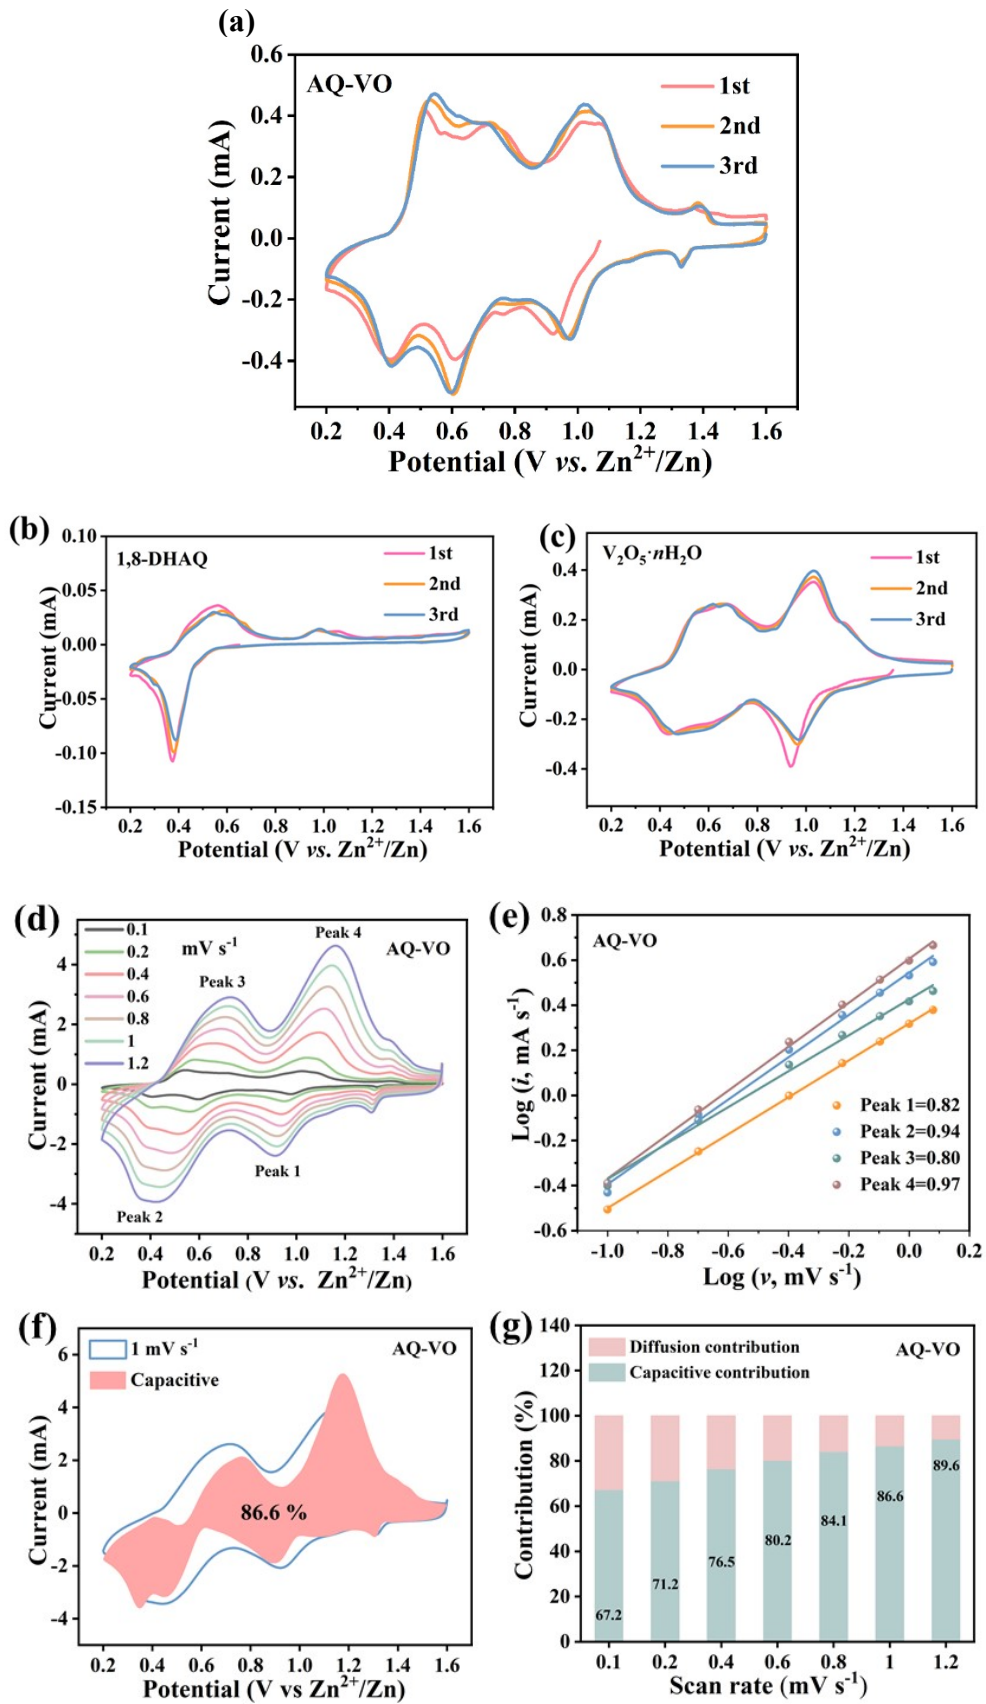 (a)
AQ-VO
1st
2nd
3rd
0.6
0.4
0.2
0.0
-0.2
-0.4
Current (mA)
0.2 0.4 0.6 0.8 1.0 1.2 1.4 1.6
Potential (V vs. Zn²⁺/Zn)
(b)
1,8-DHAQ
1st
2nd
3rd
0.10
0.05
0.00
-0.05
-0.10
-0.15
Current (mA)
0.2 0.4 0.6 0.8 1.0 1.2 1.4 1.6
Potential (V vs. Zn²⁺/Zn)
(c)
V₂O₅·nH₂O
1st
2nd
3rd
0.4
0.2
0.0
-0.2
-0.4
Current (mA)
0.2 0.4 0.6 0.8 1.0 1.2 1.4 1.6
Potential (V vs. Zn²⁺/Zn)
(d)
0.1
0.2
0.4
0.6
0.8
1
1.2
mV s⁻¹
AQ-VO
Peak 4
Peak 3
Peak 1
Peak 2
4
2
0
-2
-4
Current (mA)
0.2 0.4 0.6 0.8 1.0 1.2 1.4 1.6
Potential (V vs. Zn²⁺/Zn)
(e)
AQ-VO
0.8
0.6
0.4
0.2
0.0
-0.2
-0.4
-0.6
Log (i, mA s⁻¹)
Peak 1=0.82
Peak 2=0.94
Peak 3=0.80
Peak 4=0.97
-1.0 -0.8 -0.6 -0.4 -0.2 0.0 0.2
Log (v, mV s⁻¹)
(f)
1 mV s⁻¹
Capacitive
AQ-VO
86.6 %
6
4
2
0
-2
-4
Current (mA)
0.2 0.4 0.6 0.8 1.0 1.2 1.4 1.6
Potential (V vs Zn²⁺/Zn)
(g)
Diffusion contribution
Capacitive contribution
AQ-VO
140
120
100
80
60
40
20
0
Contribution (%)
67.2
71.2
76.5
80.2
84.1
86.6
89.6
0.1 0.2 0.4 0.6 0.8 1 1.2
Scan rate (mV s⁻¹)